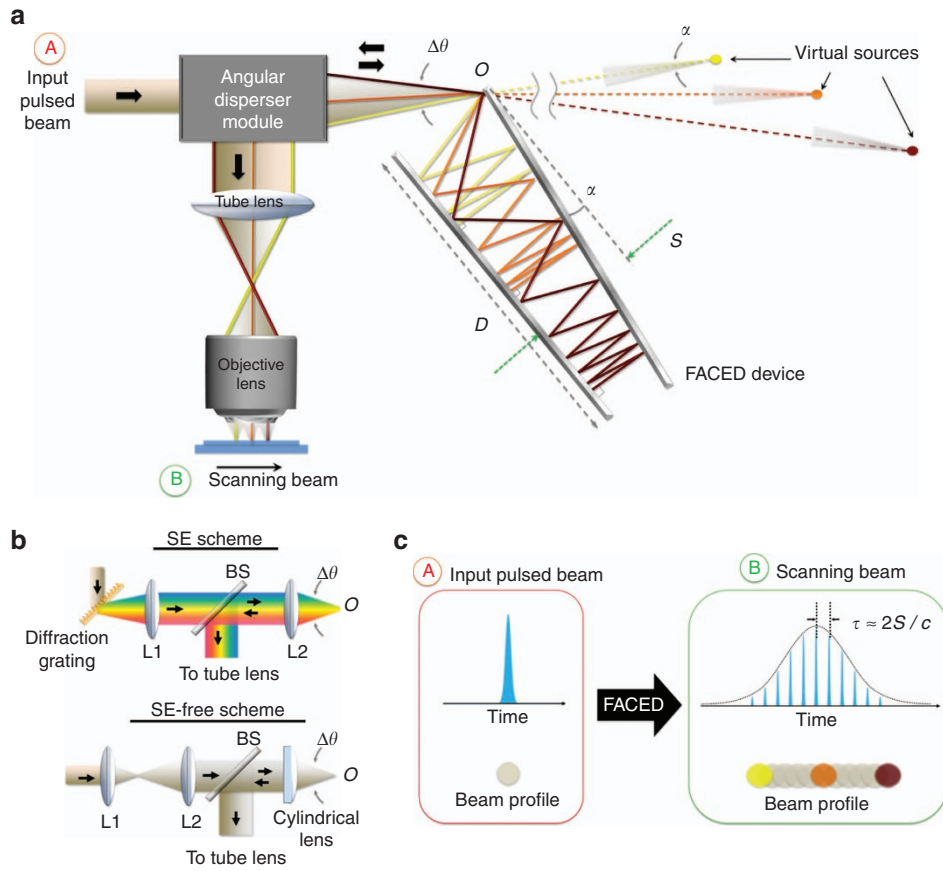 a
A
Input
pulsed
beam
Angular
disperser
module
Δθ
O
α
Virtual sources
Tube lens
α
S
D
Objective
lens
FACED device
B
Scanning beam
b
SE scheme
BS
Δθ
O
Diffraction
grating
L1
L2
To tube lens
SE-free scheme
BS
Δθ
O
L1
L2
Cylindrical
lens
To tube lens
c
A Input pulsed beam
Time
Beam profile
FACED
B Scanning beam
τ ≈ 2S / c
Time
Beam profile